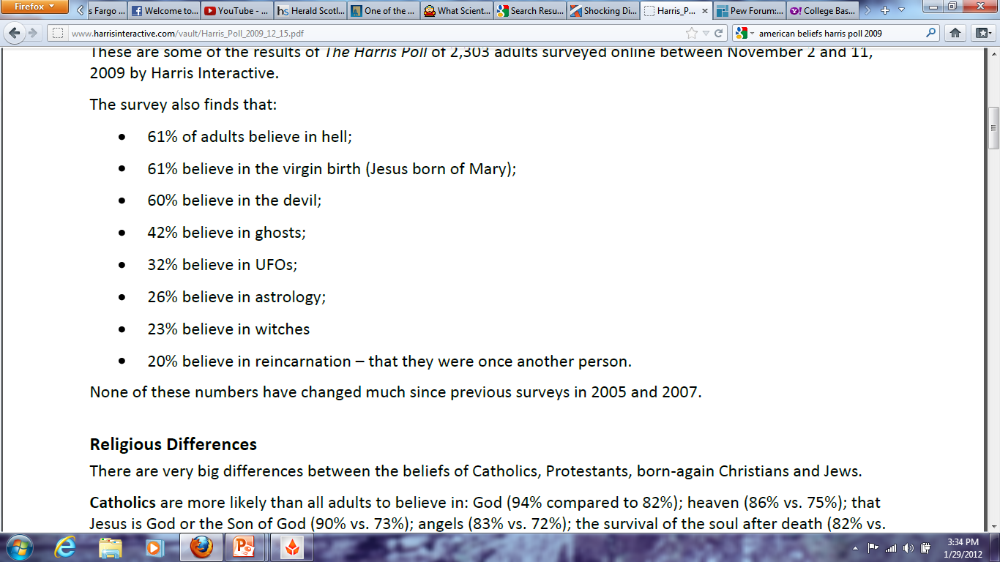 Firefox
s Fargo ...
Welcome to...
YouTube - ...
Herald Scotl...
One of the ...
What Scient...
Search Resu...
Shocking Di...
Harris_P...
Pew Forum:...
College Bas...
www.harrisinteractive.com/vault/Harris_Poll_2009_12_15.pdf
american beliefs harris poll 2009
These are some of the results of The Harris Poll of 2,303 adults surveyed online between November 2 and 11,
2009 by Harris Interactive.
The survey also finds that:
• 61% of adults believe in hell;
• 61% believe in the virgin birth (Jesus born of Mary);
• 60% believe in the devil;
• 42% believe in ghosts;
• 32% believe in UFOs;
• 26% believe in astrology;
• 23% believe in witches
• 20% believe in reincarnation – that they were once another person.
None of these numbers have changed much since previous surveys in 2005 and 2007.
Religious Differences
There are very big differences between the beliefs of Catholics, Protestants, born-again Christians and Jews.
Catholics are more likely than all adults to believe in: God (94% compared to 82%); heaven (86% vs. 75%); that
Jesus is God or the Son of God (90% vs. 73%); angels (83% vs. 72%); the survival of the soul after death (82% vs.
3:34 PM
1/29/2012